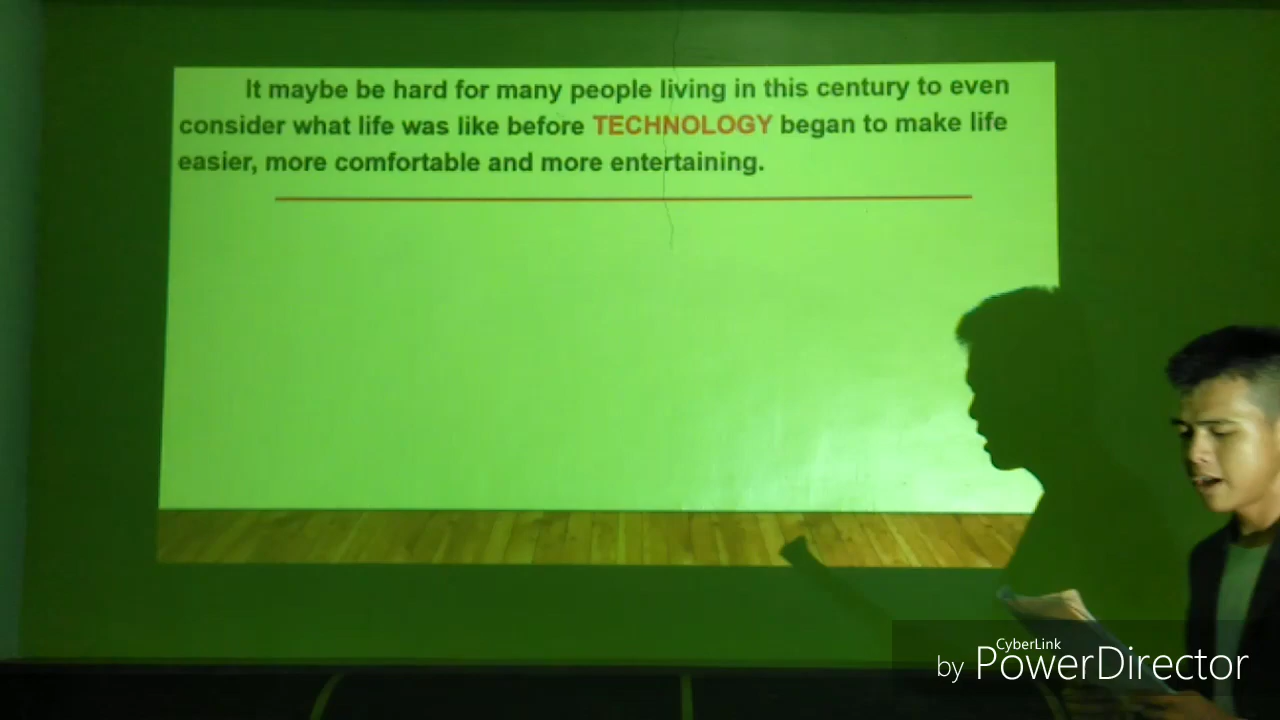 It maybe be hard for many people living in this century to even
consider what life was like before TECHNOLOGY began to make life
easier, more comfortable and more entertaining.
CyberLink
by PowerDirector